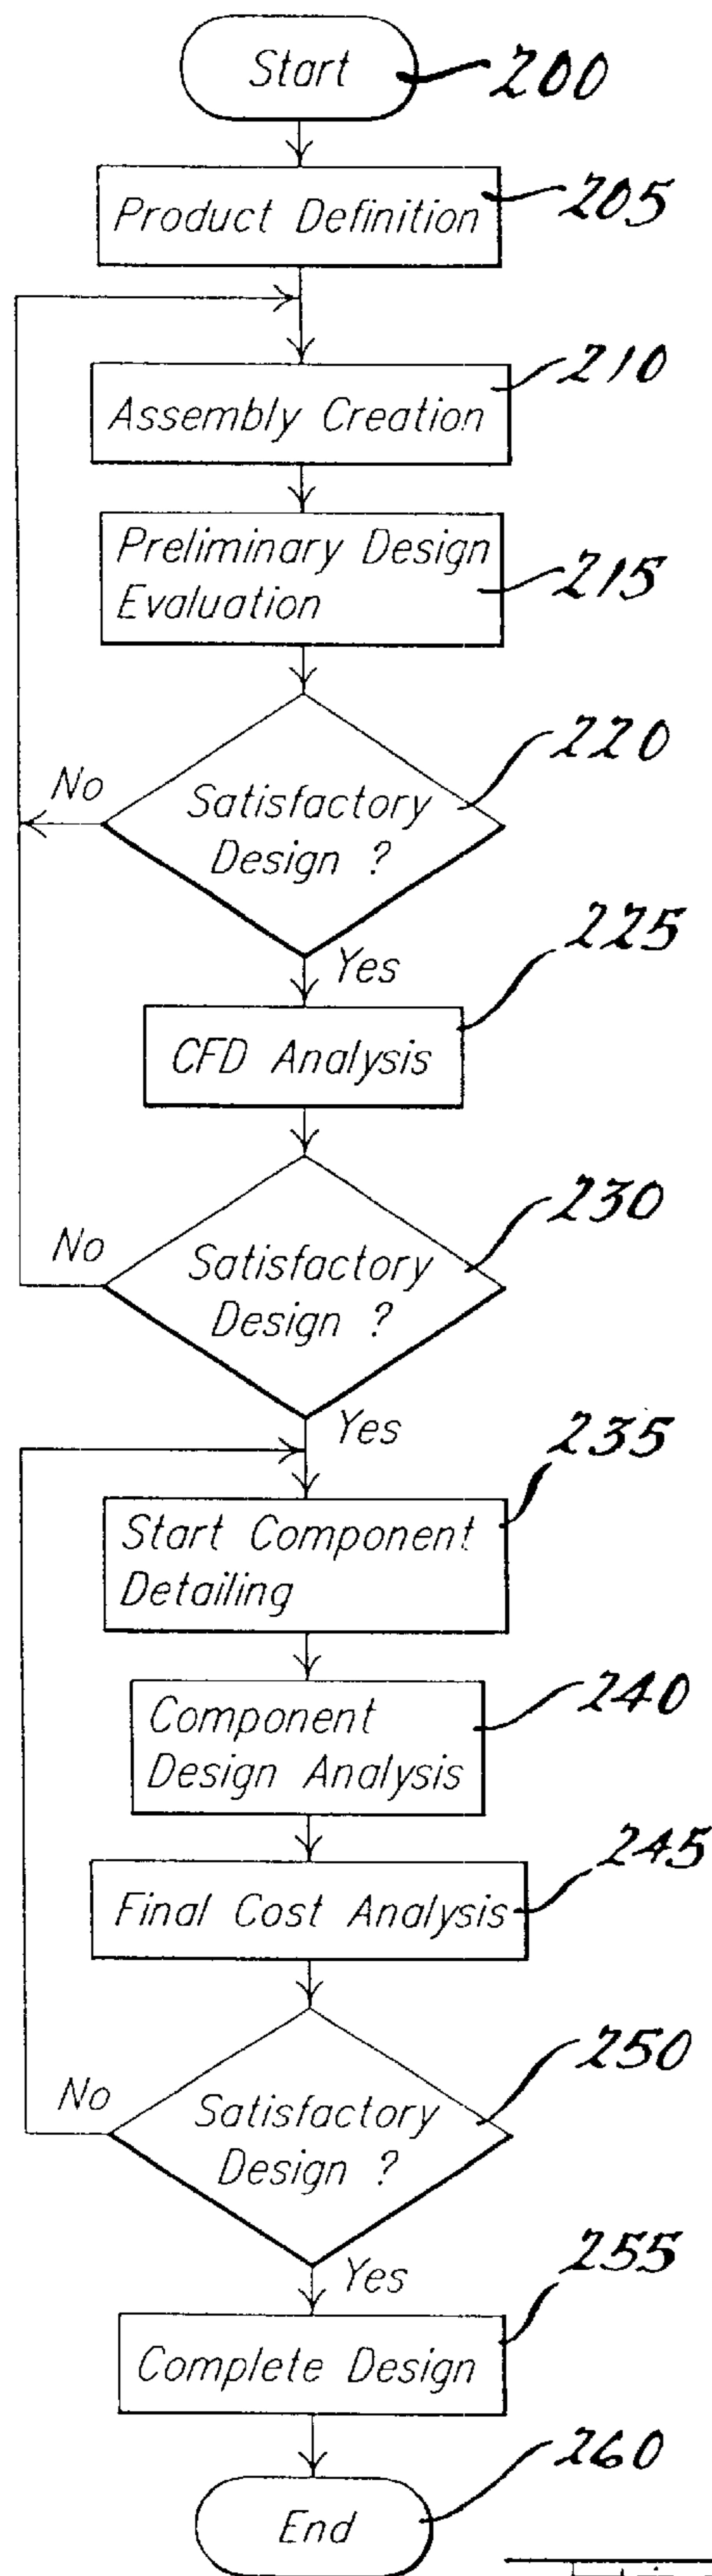 Start
200
Product Definition
205
Assembly Creation
210
Preliminary Design
Evaluation
215
Satisfactory
Design ?
220
No
Yes
CFD Analysis
225
Satisfactory
Design ?
230
No
Yes
Start Component
Detailing
235
Component
Design Analysis
240
Final Cost Analysis
245
Satisfactory
Design ?
250
No
Yes
Complete Design
255
End
260